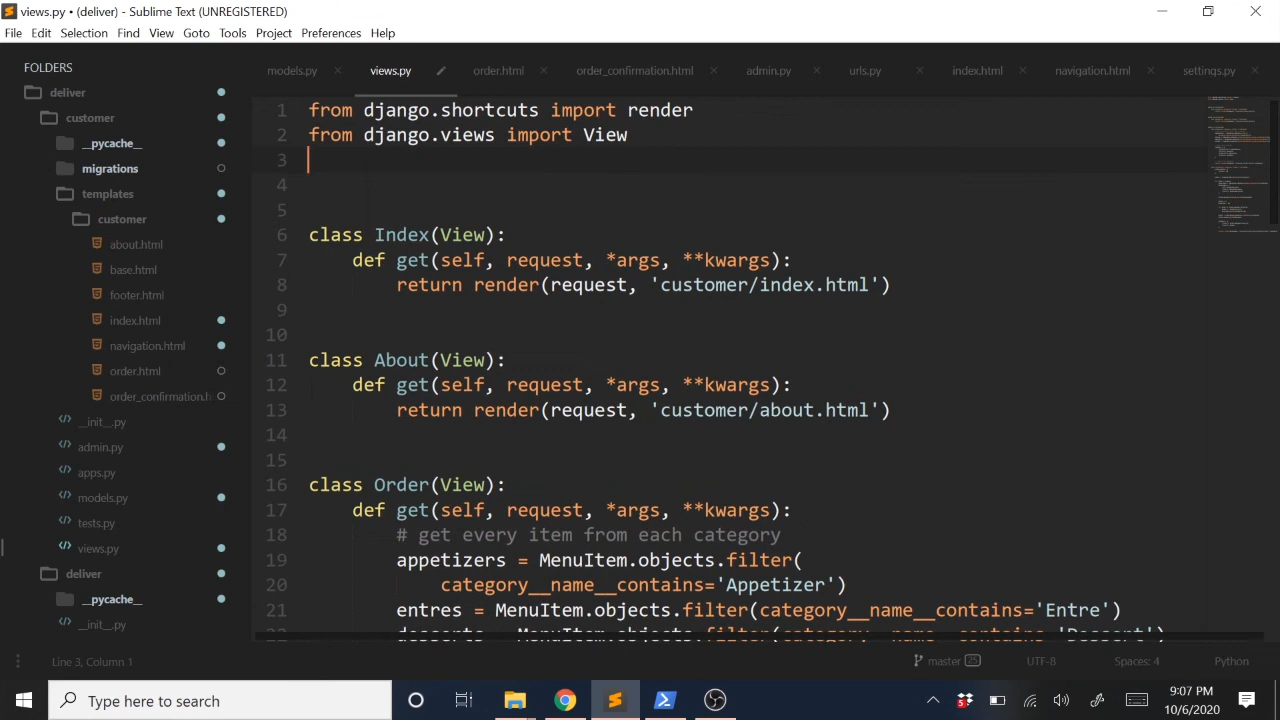 views.py • (deliver) - Sublime Text (UNREGISTERED)
File Edit Selection Find View Goto Tools Project Preferences Help
FOLDERS
deliver
customer
__pycache__
migrations
templates
customer
about.html
base.html
footer.html
index.html
navigation.html
order.html
order_confirmation.h
__init__.py
admin.py
apps.py
models.py
tests.py
views.py
deliver
__pycache__
__init__.py
models.py × views.py order.html × order_confirmation.html × admin.py × urls.py × index.html × navigation.html × settings.py ×
1 from django.shortcuts import render
2 from django.views import View
3
4
5
6 class Index(View):
7     def get(self, request, *args, **kwargs):
8         return render(request, 'customer/index.html')
9
10
11 class About(View):
12     def get(self, request, *args, **kwargs):
13         return render(request, 'customer/about.html')
14
15
16 class Order(View):
17     def get(self, request, *args, **kwargs):
18         # get every item from each category
19         appetizers = MenuItem.objects.filter(
20             category__name__contains='Appetizer')
21         entres = MenuItem.objects.filter(category__name__contains='Entre')
22         desserts = MenuItem.objects.filter(category__name__contains='Dessert')
Line 3, Column 1 master 25 UTF-8 Spaces: 4 Python
Type here to search
9:07 PM
10/6/2020